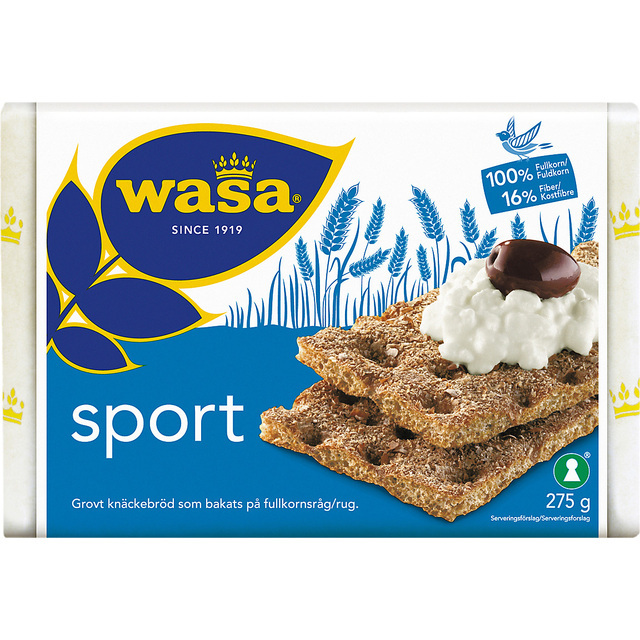 wasa®
SINCE 1919
100% Fullkorn/
Fuldkorn
16% Fiber/
Kostfibre
sport
Grovt knäckebröd som bakats på fullkornsråg/rug.
®
275 g
Serveringsförslag/Serveringsforslag